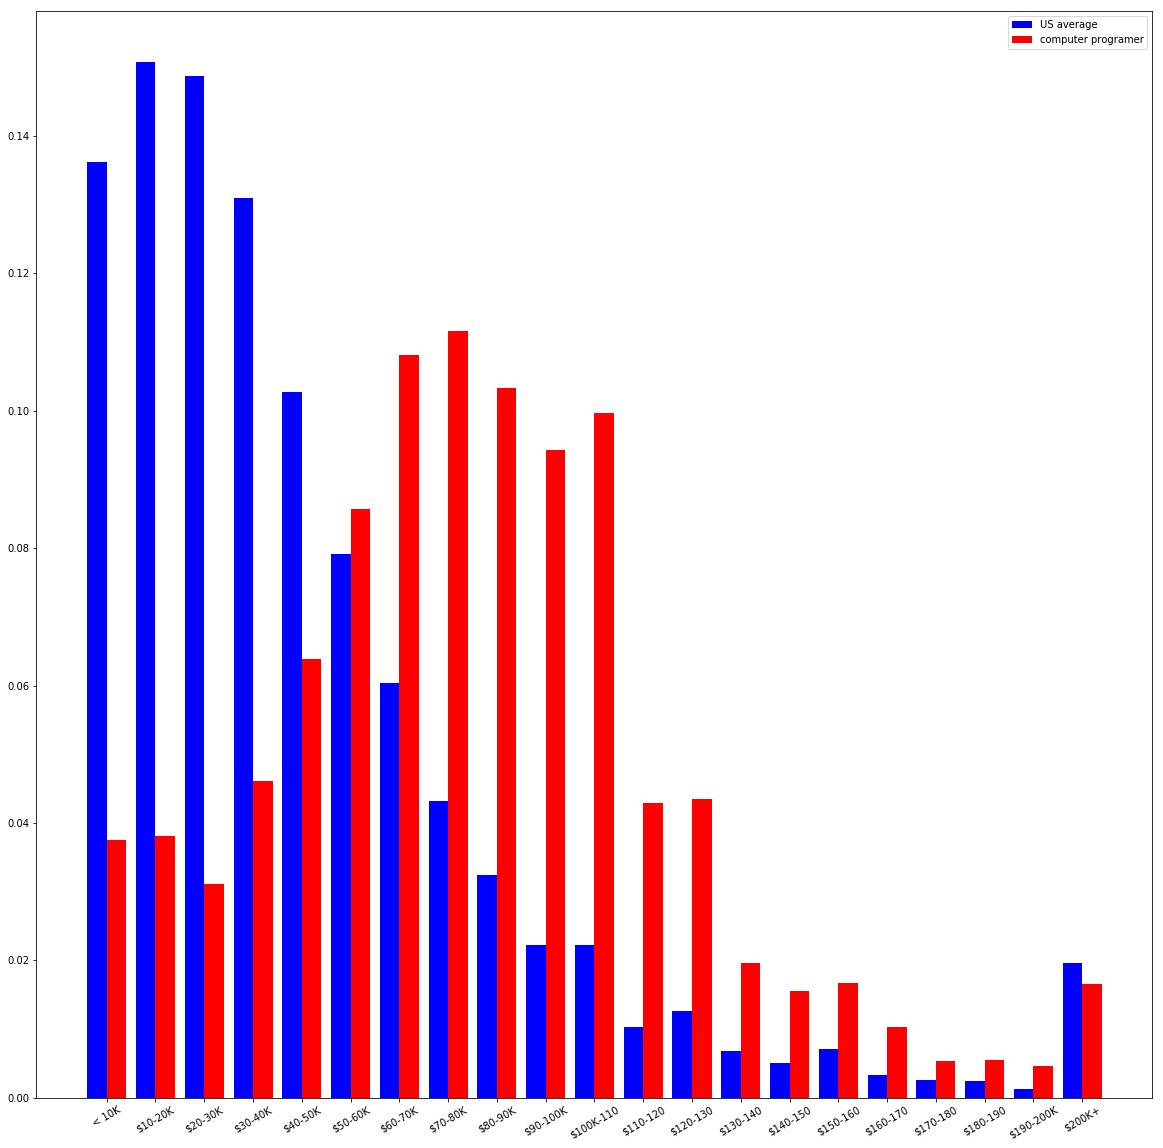 US average
computer programer
0.14
0.12
0.10
0.08
0.06
0.04
0.02
0.00
< 10K
$10-20K
$20-30K
$30-40K
$40-50K
$50-60K
$60-70K
$70-80K
$80-90K
$90-100K
$100K-110
$110-120
$120-130
$130-140
$140-150
$150-160
$160-170
$170-180
$180-190
$190-200K
$200K+